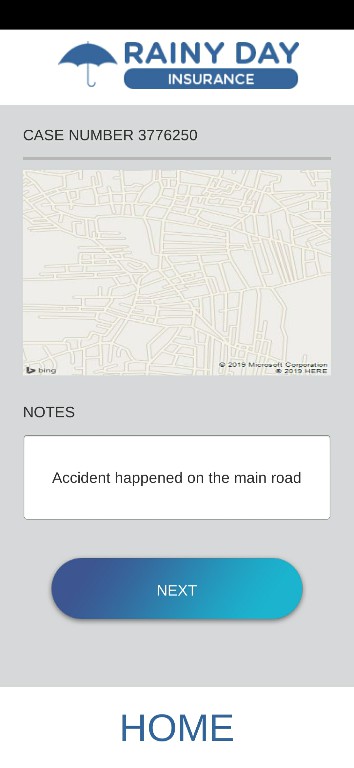 RAINY DAY
INSURANCE
CASE NUMBER 3776250
bing
© 2019 Microsoft Corporation
© 2019 HERE
NOTES
Accident happened on the main road
NEXT
HOME